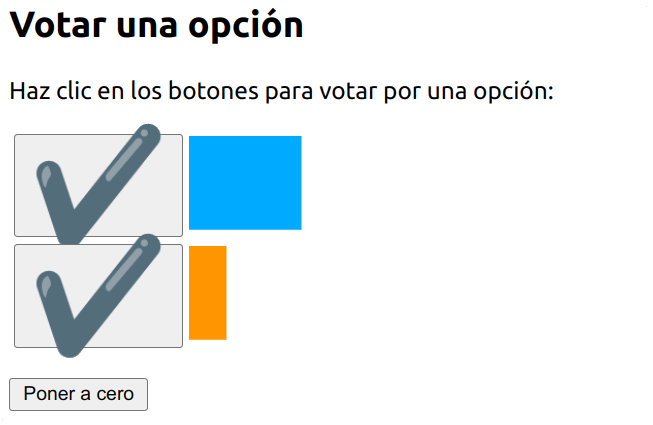 Votar una opción
Haz clic en los botones para votar por una opción:
✔
✔
Poner a cero